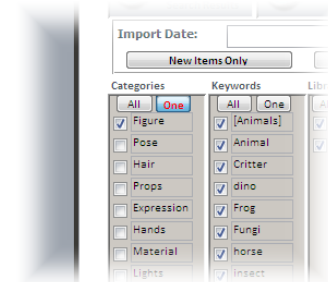 Import Date:
New Items Only
Categories Keywords Libr
All One All One A
Figure [Animals]
Pose Animal
Hair Critter
Props dino
Expression Frog
Hands Fungi
Material horse
Lights insect